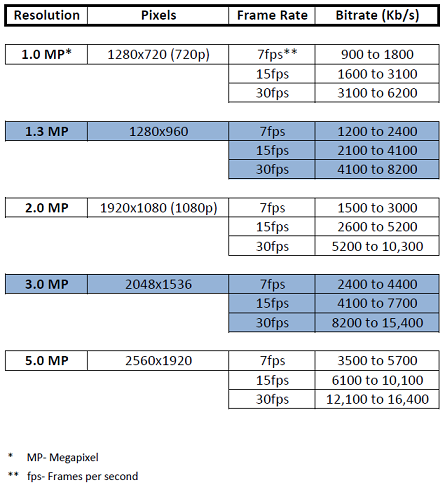 Resolution Pixels Frame Rate Bitrate (Kb/s)
1.0 MP* 1280x720 (720p) 7fps** 900 to 1800
15fps 1600 to 3100
30fps 3100 to 6200
1.3 MP 1280x960 7fps 1200 to 2400
15fps 2100 to 4100
30fps 4100 to 8200
2.0 MP 1920x1080 (1080p) 7fps 1500 to 3000
15fps 2600 to 5200
30fps 5200 to 10,300
3.0 MP 2048x1536 7fps 2400 to 4400
15fps 4100 to 7700
30fps 8200 to 15,400
5.0 MP 2560x1920 7fps 3500 to 5700
15fps 6100 to 10,100
30fps 12,100 to 16,400
* MP- Megapixel
** fps- Frames per second